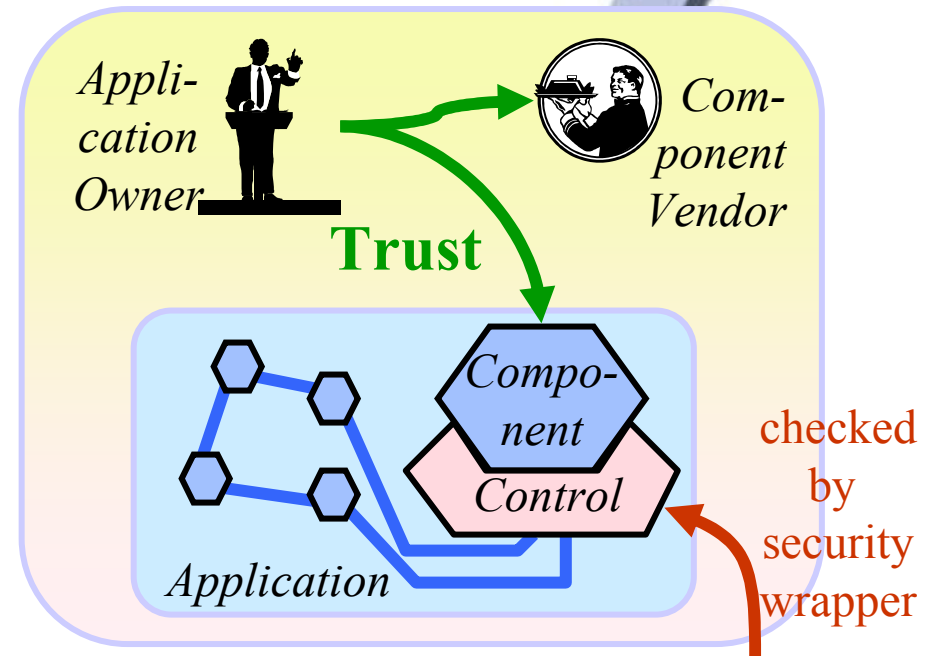 Appli-
cation
Owner
Com-
ponent
Vendor
Trust
Compo-
nent
Control
Application
checked
by
security
wrapper